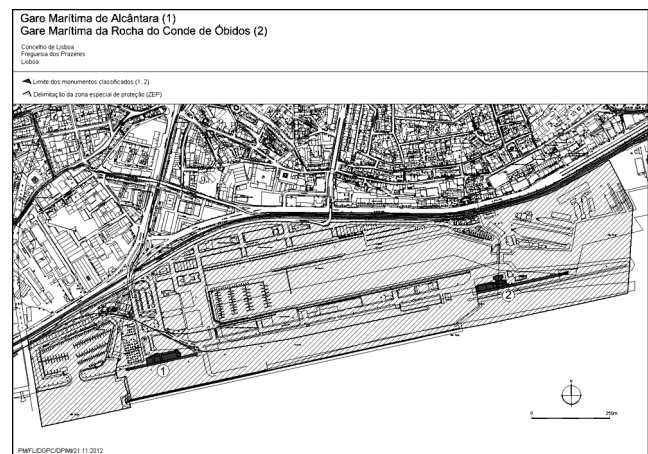 Gare Marítima de Alcântara (1)
Gare Marítima da Rocha do Conde de Óbidos (2)
Concelho de Lisboa
Freguesia dos Prazeres
Lisboa
Limite dos monumentos classificados (1, 2)
Delimitação da zona especial de proteção (ZEP)
2
1
0 250m
PM/FL/DGPC/DPIMI/21.11.2012